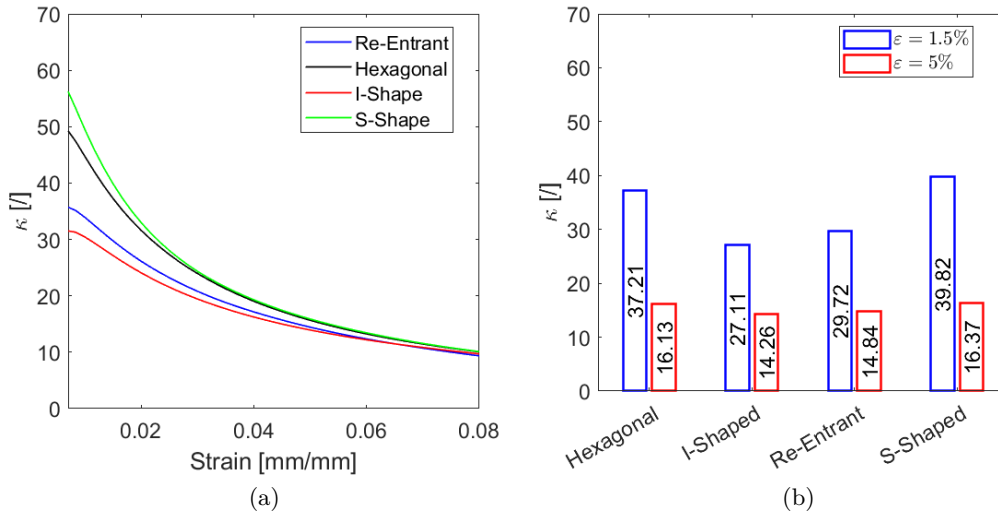 70
60
50
40
30
20
10
0
κ [/]
0.02
0.04
0.06
0.08
Strain [mm/mm]
Re-Entrant
Hexagonal
I-Shape
S-Shape
(a)
70
60
50
40
30
20
10
0
κ [/]
ε = 1.5%
ε = 5%
37.21
16.13
27.11
14.26
29.72
14.84
39.82
16.37
Hexagonal
I-Shaped
Re-Entrant
S-Shaped
(b)